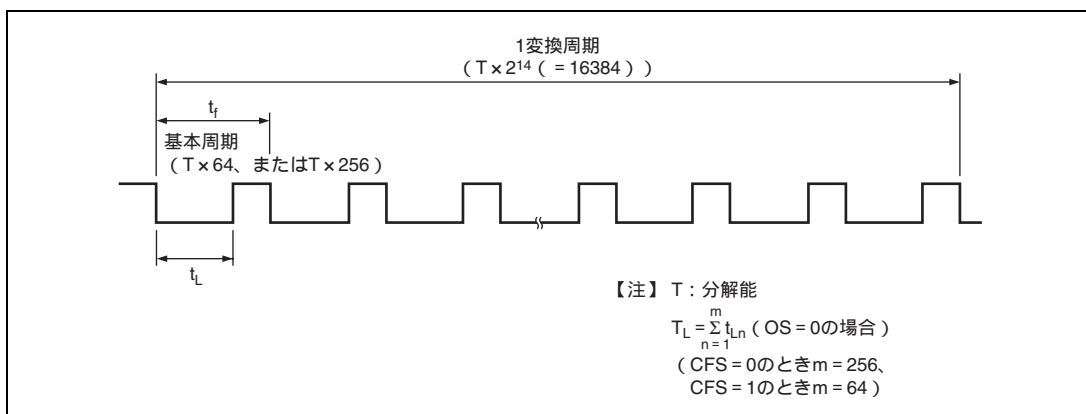 1変換周期
（T×2¹⁴（＝16384））
t_f
基本周期
（T×64、またはT×256）
t_L
【注】 T：分解能
T_L = Σ t_Ln（OS＝0の場合）
m
n = 1
（CFS＝0のときm＝256、
CFS＝1のときm＝64）